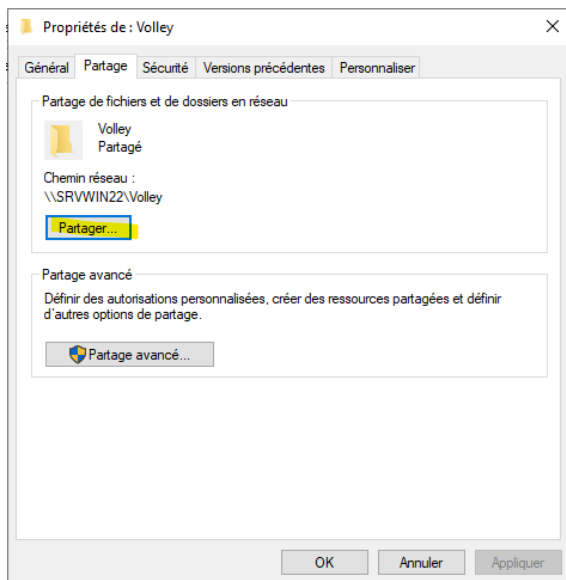 Propriétés de : Volley
Général Partage Sécurité Versions précédentes Personnaliser
Partage de fichiers et de dossiers en réseau
Volley
Partagé
Chemin réseau :
\\SRVWIN22\Volley
Partager...
Partage avancé
Définir des autorisations personnalisées, créer des ressources partagées et définir
d'autres options de partage.
Partage avancé...
OK Annuler Appliquer